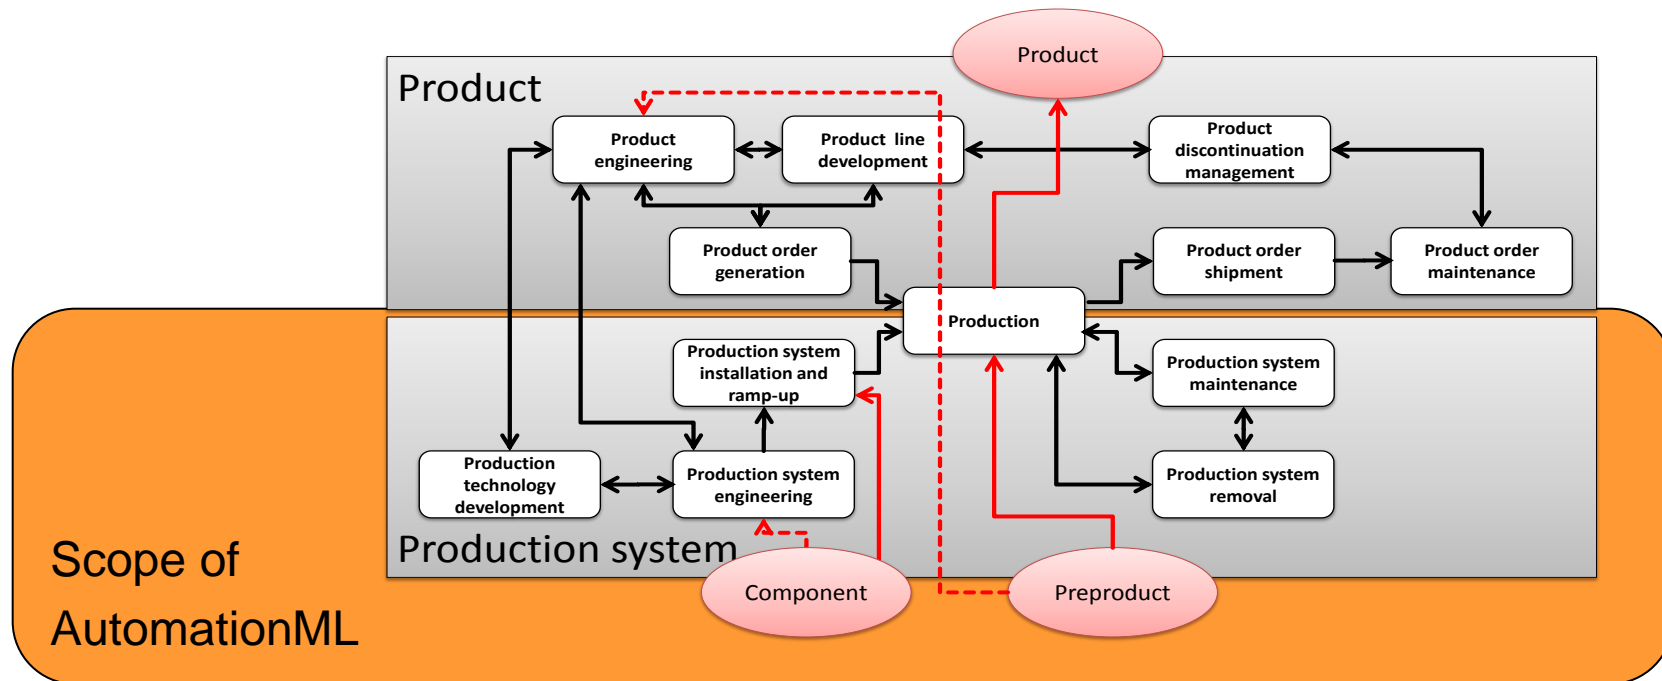 Product
Product
Product
engineering
Product line
development
Product
discontinuation
management
Product order
generation
Product order
shipment
Product order
maintenance
Production
Production system
installation and
ramp-up
Production system
maintenance
Production
technology
development
Production system
engineering
Production system
removal
Production system
Component
Preproduct
Scope of
AutomationML